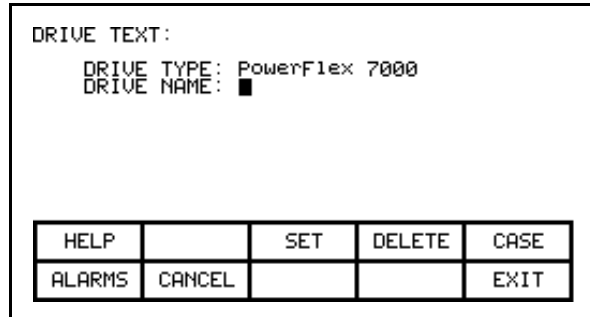 DRIVE TEXT:
DRIVE TYPE: PowerFlex 7000
DRIVE NAME:
HELP SET DELETE CASE
ALARMS CANCEL EXIT